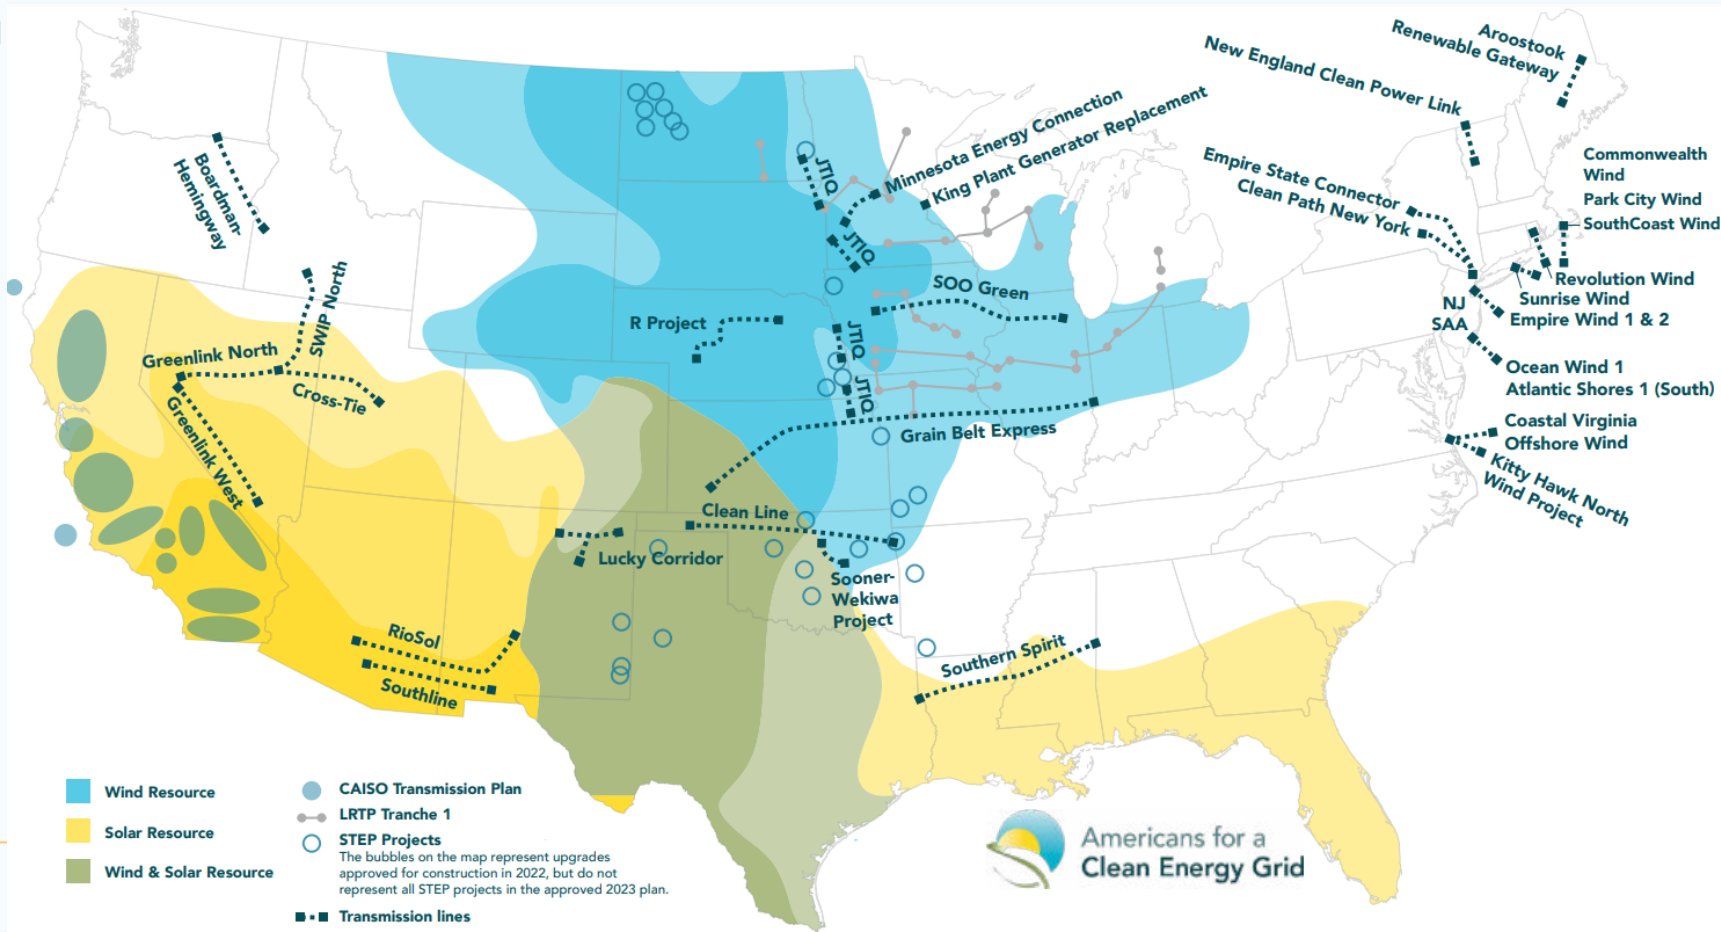 Aroostook
Renewable Gateway
New England Clean Power Link
Minnesota Energy Connection
King Plant Generator Replacement
Empire State Connector
Clean Path New York
Commonwealth
Wind
Park City Wind
SouthCoast Wind
Revolution Wind
Sunrise Wind
Empire Wind 1 & 2
NJ
SAA
Ocean Wind 1
Atlantic Shores 1 (South)
Coastal Virginia
Offshore Wind
Kitty Hawk North
Wind Project
Boardman-
Hemingway
SWIP North
Greenlink North
Cross-Tie
Greenlink West
JTIQ
JTIQ
JTIQ
JTIQ
R Project
SOO Green
Grain Belt Express
Clean Line
Lucky Corridor
Sooner-
Wekiwa
Project
RioSol
Southline
Southern Spirit
Wind Resource
Solar Resource
Wind & Solar Resource
CAISO Transmission Plan
LRTP Tranche 1
STEP Projects
The bubbles on the map represent upgrades
approved for construction in 2022, but do not
represent all STEP projects in the approved 2023 plan.
Transmission lines
Americans for a
Clean Energy Grid